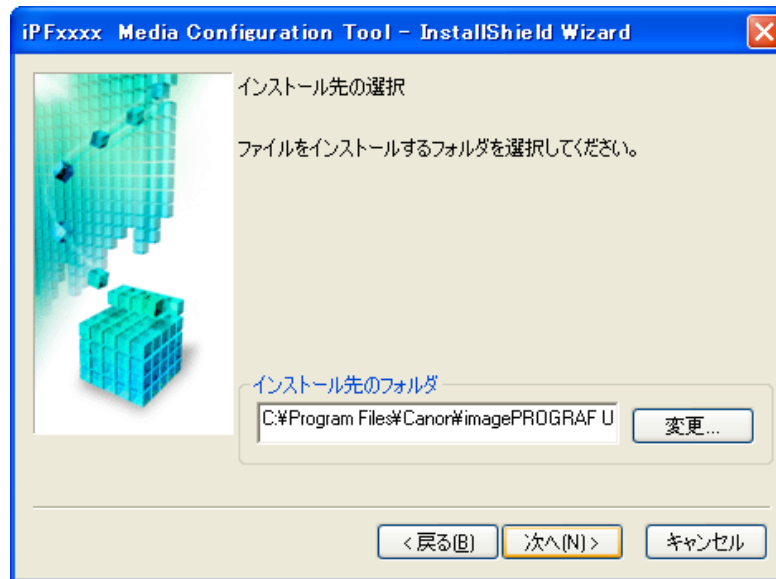 iPFxxxx Media Configuration Tool - InstallShield Wizard
インストール先の選択
ファイルをインストールするフォルダを選択してください。
インストール先のフォルダ
C:¥Program Files¥Canon¥imagePROGRAF U
変更...
< 戻る(B)
次へ(N) >
キャンセル